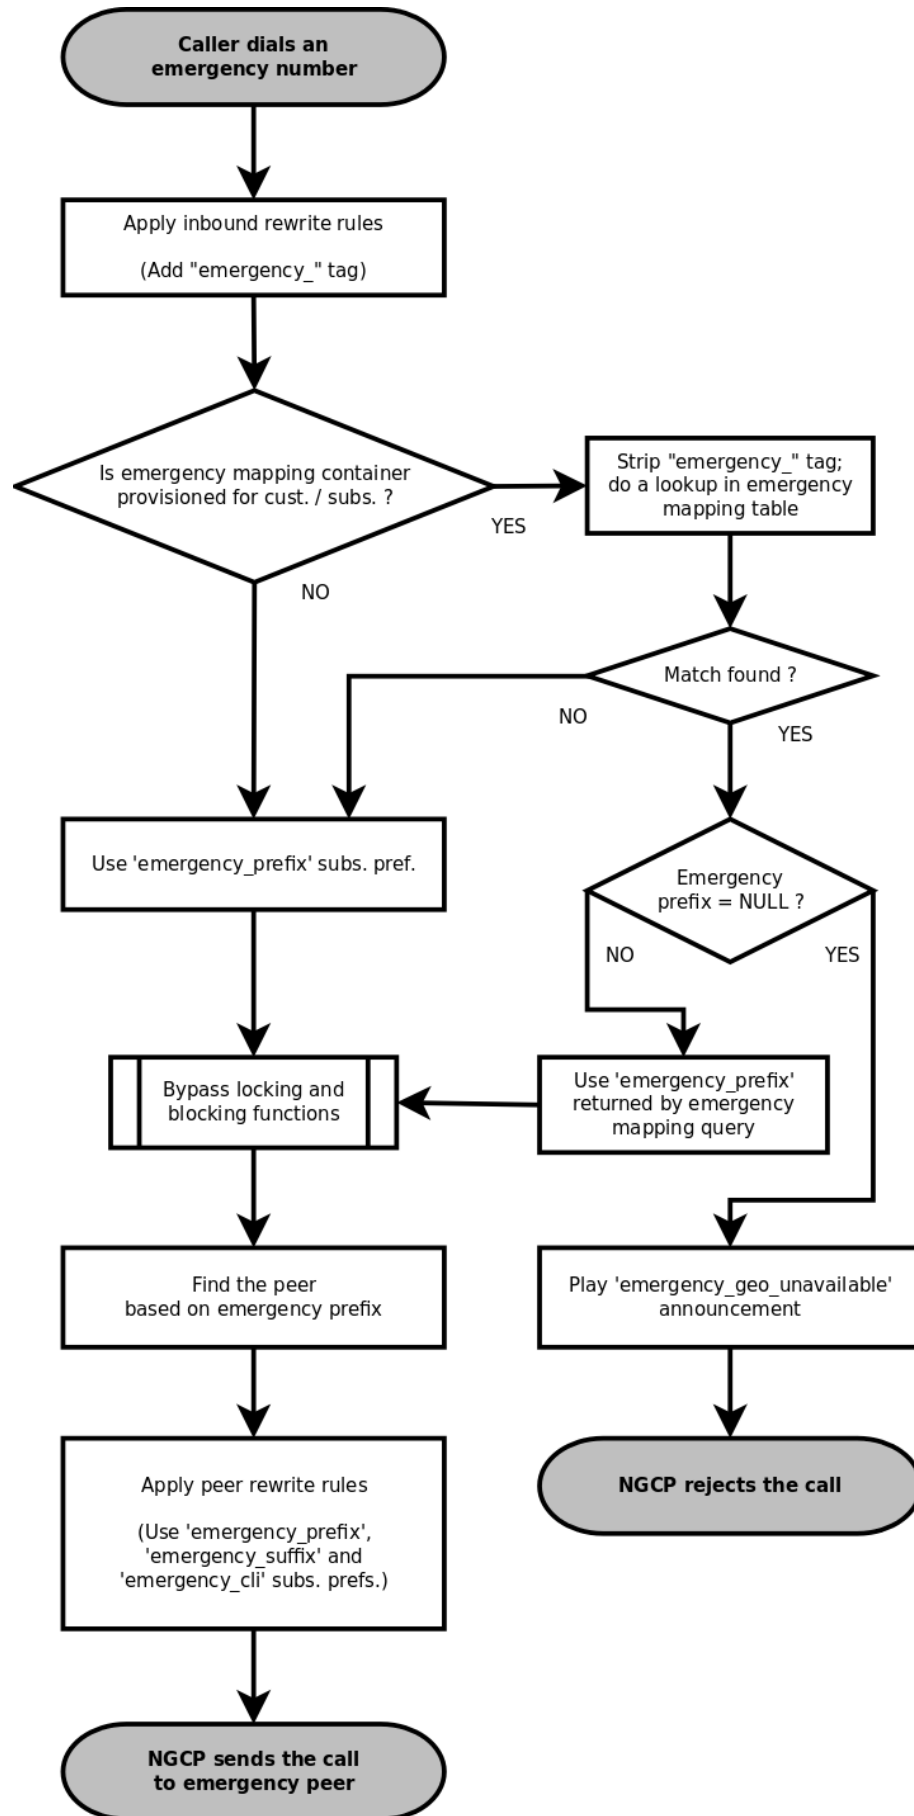 Caller dials an
emergency number
Apply inbound rewrite rules
(Add "emergency_" tag)
Is emergency mapping container
provisioned for cust. / subs. ?
YES
NO
Strip "emergency_" tag;
do a lookup in emergency
mapping table
Match found ?
NO
YES
Use 'emergency_prefix' subs. pref.
Emergency
prefix = NULL ?
NO
YES
Bypass locking and
blocking functions
Use 'emergency_prefix'
returned by emergency
mapping query
Find the peer
based on emergency prefix
Play 'emergency_geo_unavailable'
announcement
Apply peer rewrite rules
(Use 'emergency_prefix',
'emergency_suffix' and
'emergency_cli' subs. prefs.)
NGCP rejects the call
NGCP sends the call
to emergency peer